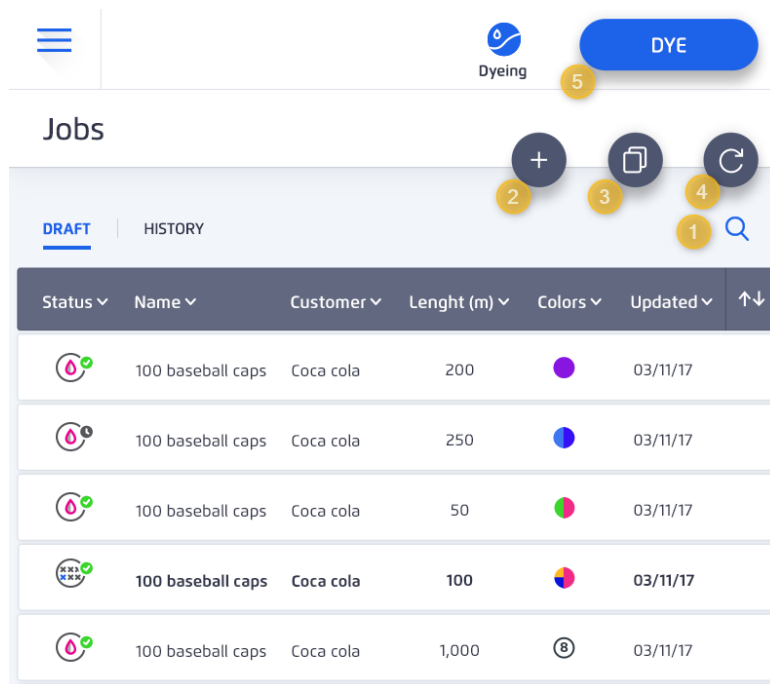 DYE
Dyeing
5
Jobs
2
3
4
DRAFT HISTORY
1
Status Name Customer Lenght (m) Colors Updated
100 baseball caps Coca cola 200 03/11/17
100 baseball caps Coca cola 250 03/11/17
100 baseball caps Coca cola 50 03/11/17
100 baseball caps Coca cola 100 03/11/17
100 baseball caps Coca cola 1,000 8 03/11/17